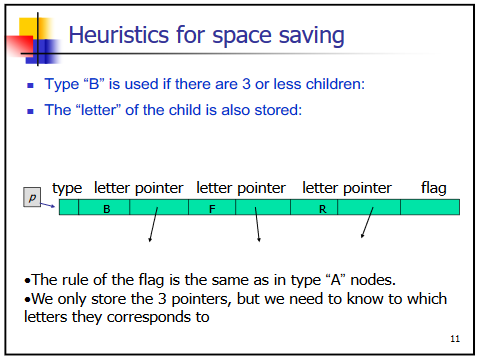 Heuristics for space saving
Type “B” is used if there are 3 or less children:
The “letter” of the child is also stored:
type letter pointer letter pointer letter pointer flag
p
B F R
•The rule of the flag is the same as in type “A” nodes.
•We only store the 3 pointers, but we need to know to which
letters they corresponds to
11